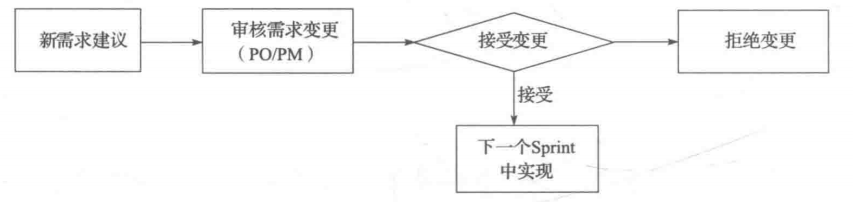 新需求建议
审核需求变更
（PO/PM）
接受变更
拒绝变更
接受
下一个Sprint
中实现